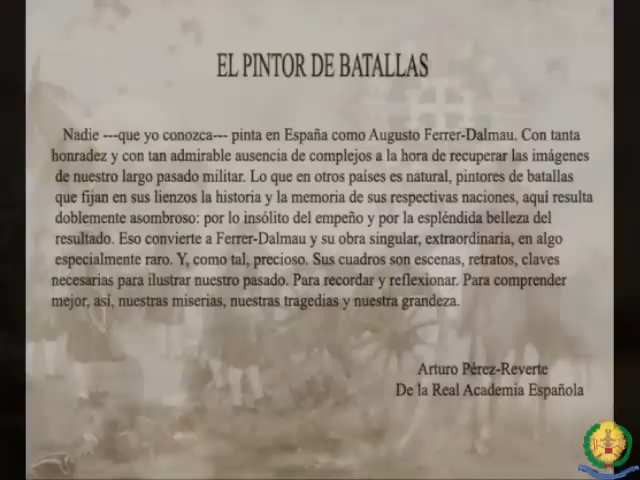 EL PINTOR DE BATALLAS
Nadie ---que yo conozca--- pinta en España como Augusto Ferrer-Dalmau. Con tanta
honradez y con tan admirable ausencia de complejos a la hora de recuperar las imágenes
de nuestro largo pasado militar. Lo que en otros países es natural, pintores de batallas
que fijan en sus lienzos la historia y la memoria de sus respectivas naciones, aquí resulta
doblemente asombroso: por lo insólito del empeño y por la espléndida belleza del
resultado. Eso convierte a Ferrer-Dalmau y su obra singular, extraordinaria, en algo
especialmente raro. Y, como tal, precioso. Sus cuadros son escenas, retratos, claves
necesarias para ilustrar nuestro pasado. Para recordar y reflexionar. Para comprender
mejor, así, nuestras miserias, nuestras tragedias y nuestra grandeza.
Arturo Pérez-Reverte
De la Real Academia Española